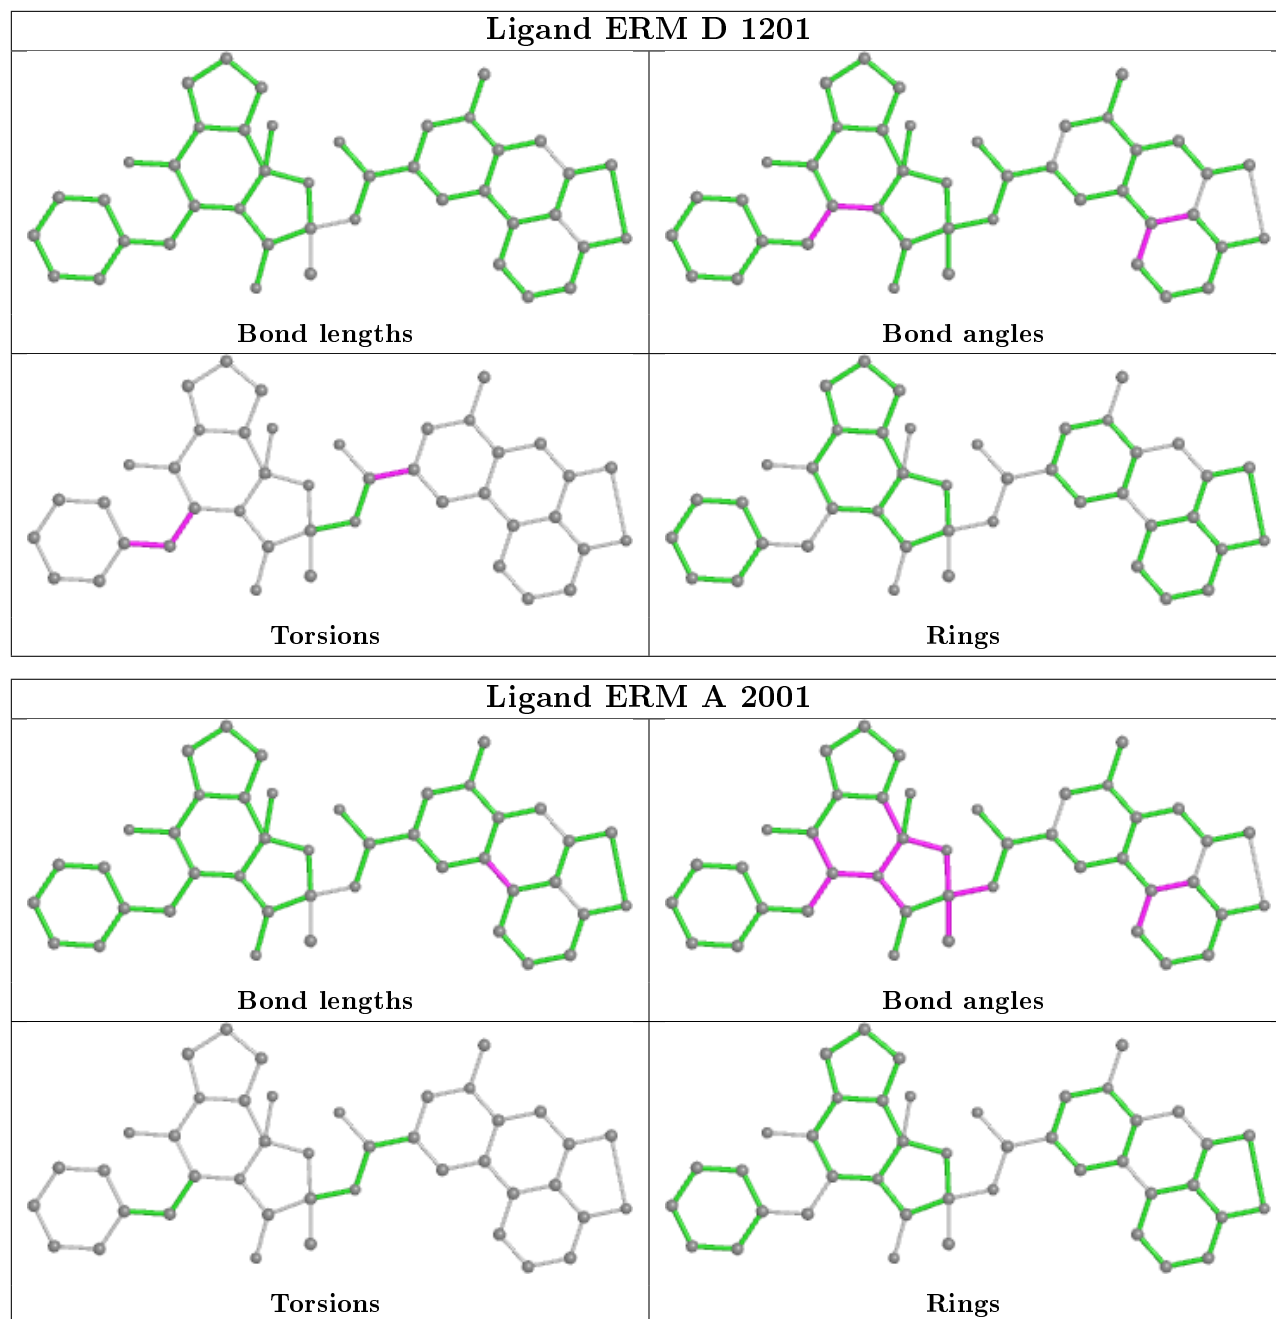 Ligand ERM D 1201
Bond lengths
Bond angles
Torsions
Rings
Ligand ERM A 2001
Bond lengths
Bond angles
Torsions
Rings